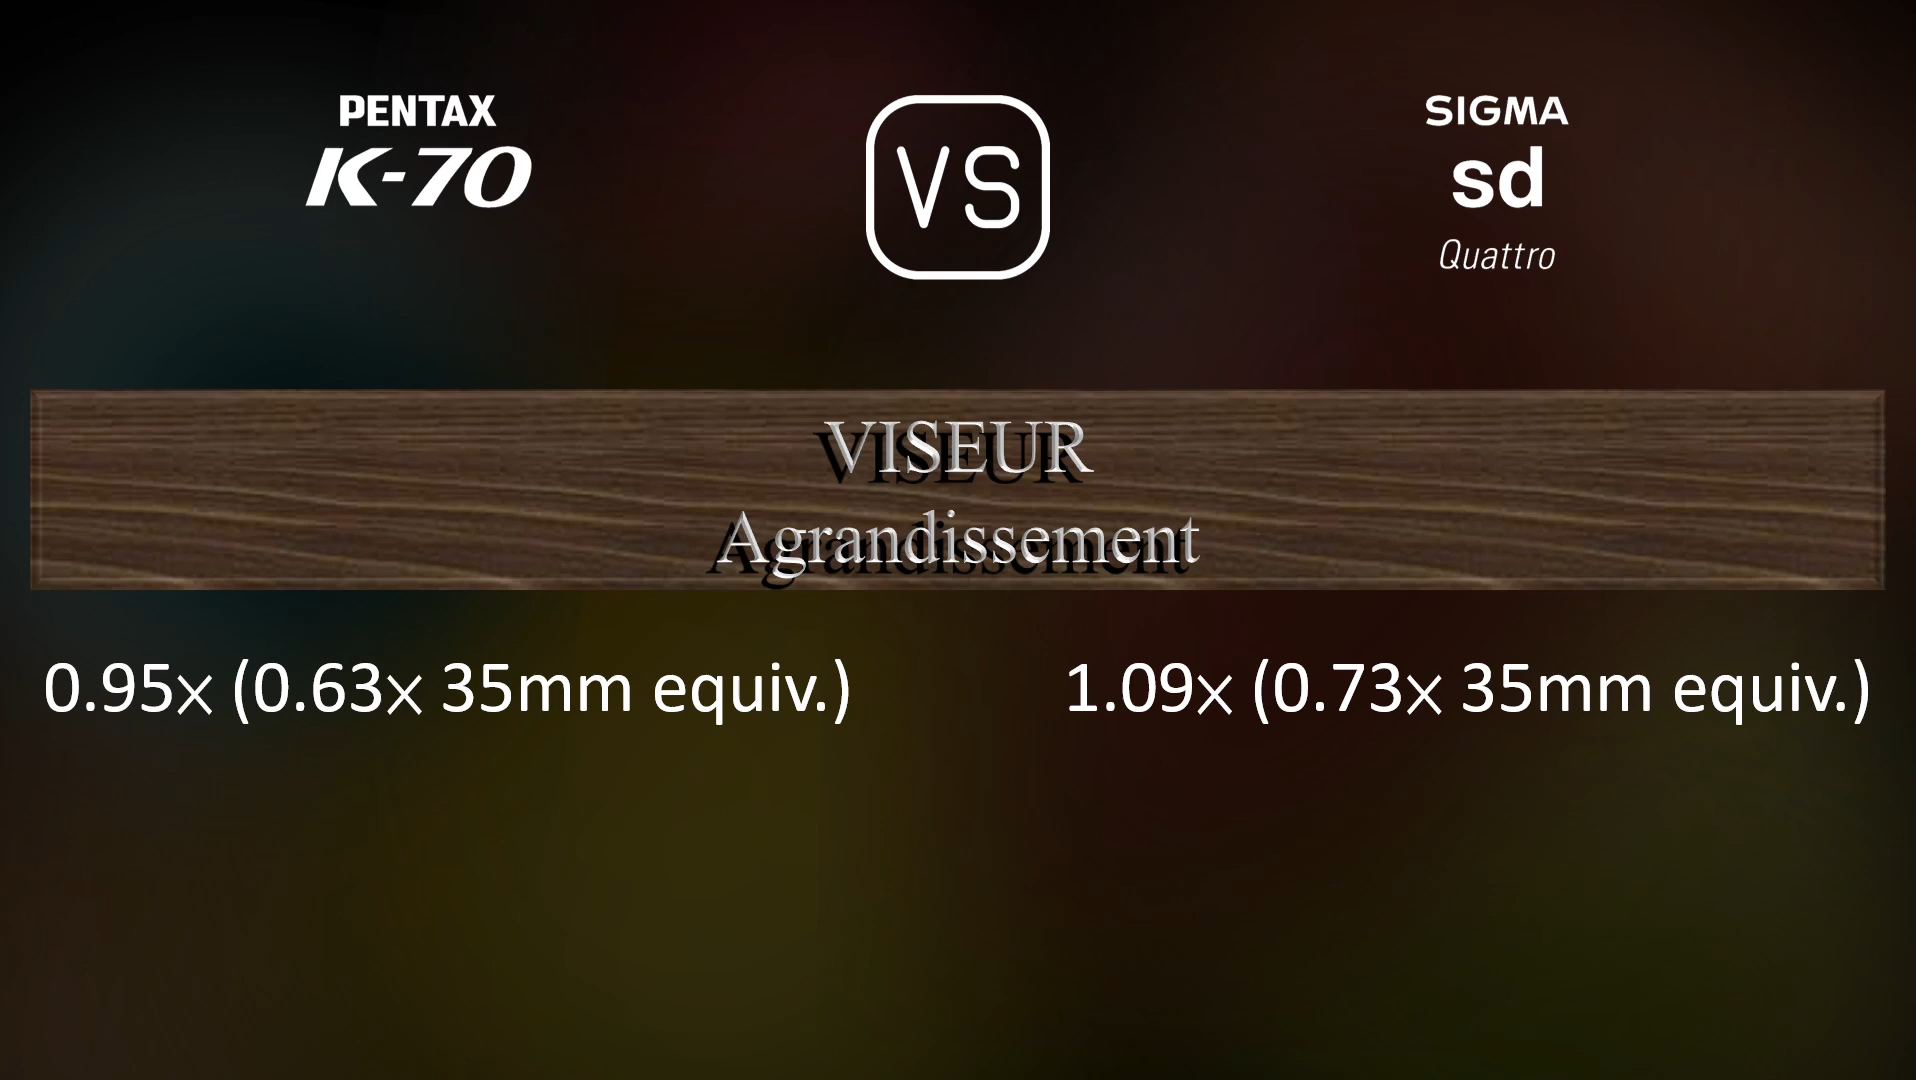 PENTAX
K-70
VS
SIGMA
sd
Quattro
VISEUR
Agrandissement
0.95x (0.63x 35mm equiv.)
1.09x (0.73x 35mm equiv.)